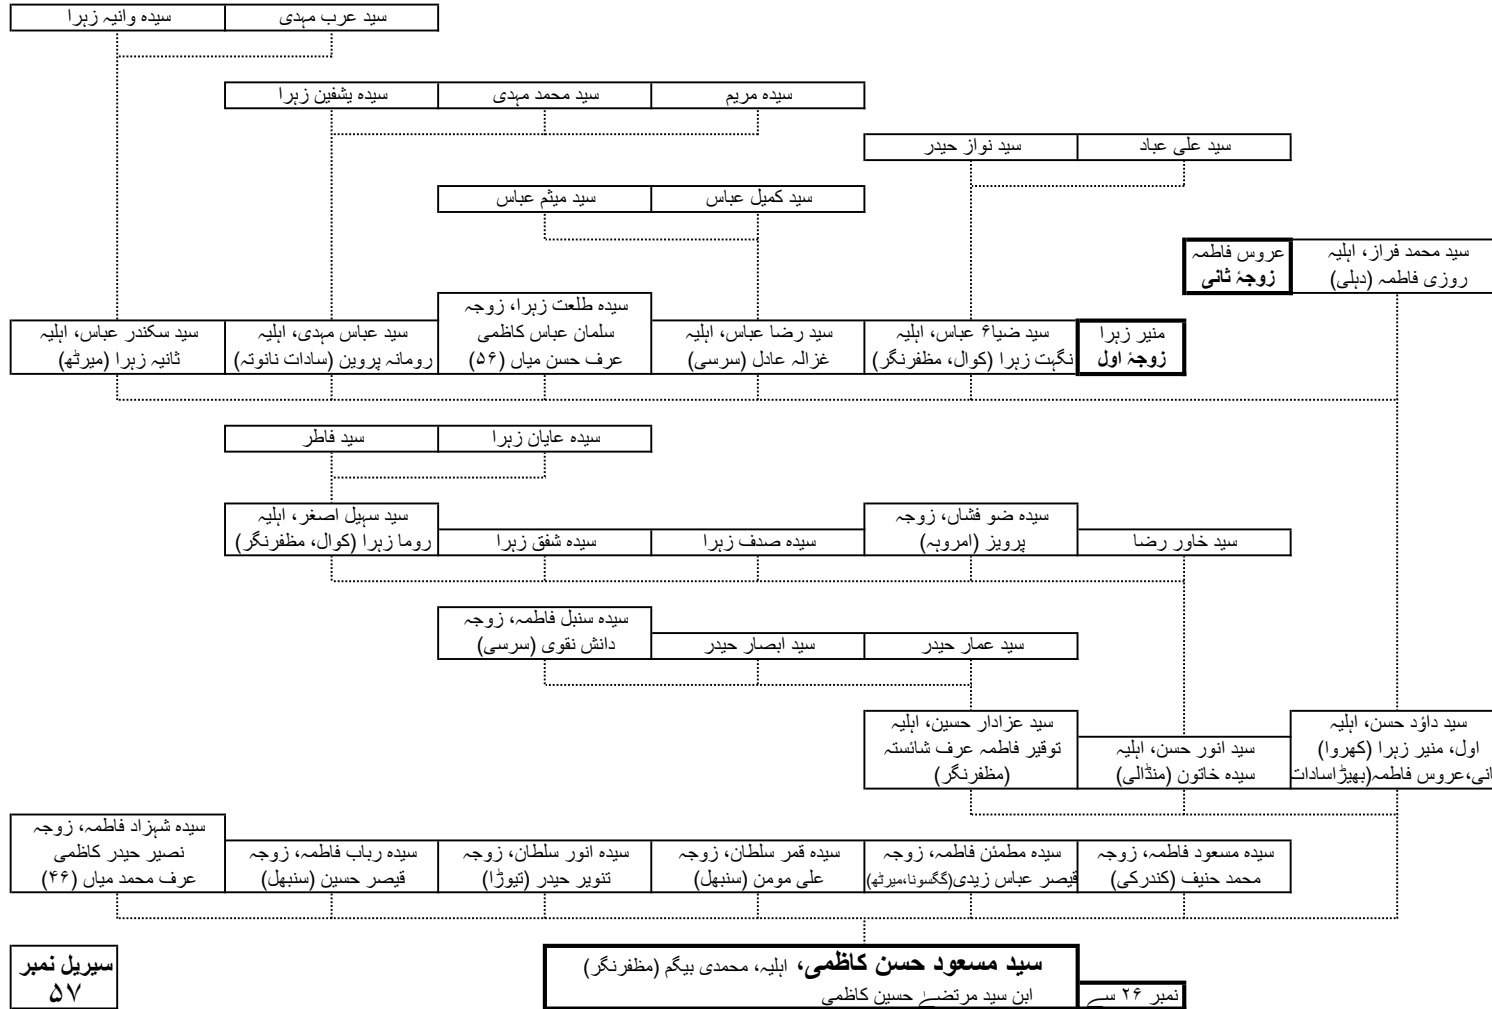 سید عرب مہدی
سیدہ وانیہ زہرا
سیدہ مریم
سید محمد مہدی
سیدہ یشفین زہرا
سید علی عباد
سید نواز حیدر
سید کمیل عباس
سید میثم عباس
سید محمد فراز، اہلیہ
روزی فاطمہ (دہلی)
عروس فاطمہ
زوجۂ ثانی
منیر زہرا
زوجۂ اول
سید ضیا۶ عباس، اہلیہ
نگہت زہرا (کوال، مظفرنگر)
سید رضا عباس، اہلیہ
غزالہ عادل (سرسی)
سیدہ طلعت زہرا، زوجہ
سلمان عباس کاظمی
عرف حسن میاں (۵۶)
سید عباس مہدی، اہلیہ
رومانہ پروین (سادات نانوتہ)
سید سکندر عباس، اہلیہ
ثانیہ زہرا (میرٹھ)
سیدہ عایان زہرا
سید فاطر
سید خاور رضا
سیدہ ضو فشاں، زوجہ
پرویز (امروہہ)
سیدہ صدف زہرا
سیدہ شفق زہرا
سید سہیل اصغر، اہلیہ
روما زہرا (کوال، مظفرنگر)
سید عمار حیدر
سید ابصار حیدر
سیدہ سنبل فاطمہ، زوجہ
دانش نقوی (سرسی)
سید داؤد حسن، اہلیہ
اول، منیر زہرا (کھروا)
انی،عروس فاطمہ(بھیڑاسادات
سید انور حسن، اہلیہ
سیدہ خاتون (منڈالی)
سید عزادار حسین، اہلیہ
توقیر فاطمہ عرف شائستہ
(مظفرنگر)
سیدہ مسعود فاطمہ، زوجہ
محمد حنیف (کندرکی)
سیدہ مطمئن فاطمہ، زوجہ
قیصر عباس زیدی(گگسونا،میرٹھ)
سیدہ قمر سلطان، زوجہ
علی مومن (سنبھل)
سیدہ انور سلطان، زوجہ
تنویر حیدر (تیوڑا)
سیدہ رباب فاطمہ، زوجہ
قیصر حسین (سنبھل)
سیدہ شہزاد فاطمہ، زوجہ
نصیر حیدر کاظمی
عرف محمد میاں (۴۶)
نمبر ۲۶ سے
سید مسعود حسن کاظمی، اہلیہ، محمدی بیگم (مظفرنگر)
ابن سید مرتضےٰ حسین کاظمی
سیریل نمبر
۵۷